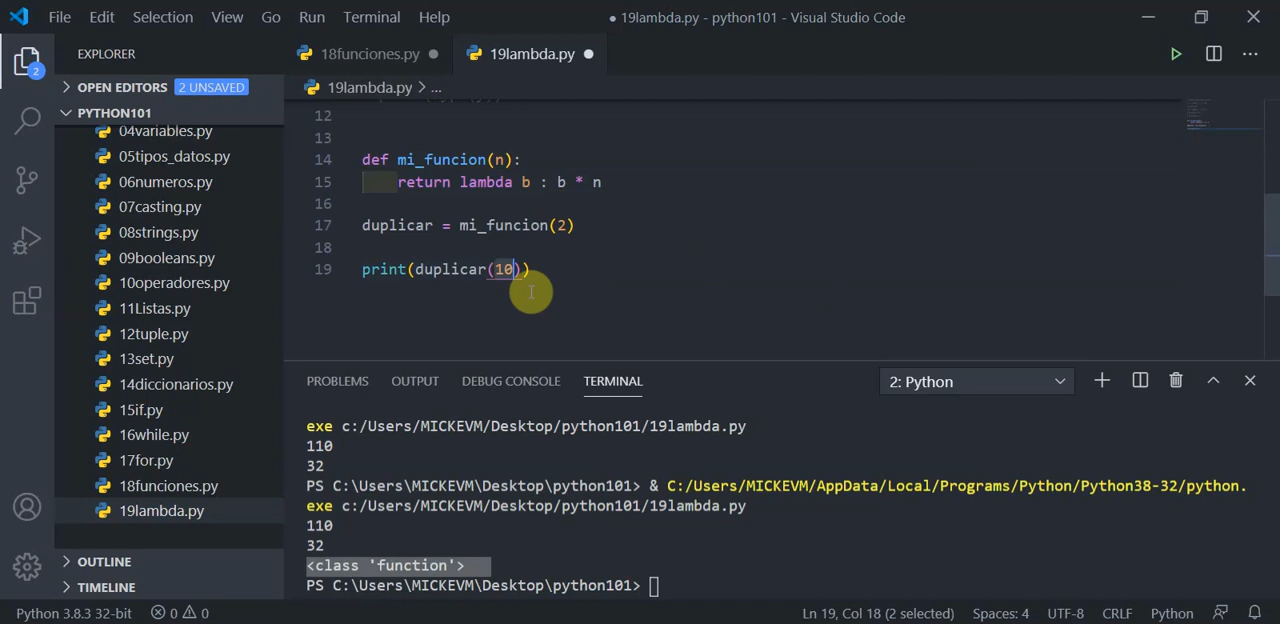 File Edit Selection View Go Run Terminal Help
● 19lambda.py - python101 - Visual Studio Code
2
EXPLORER
OPEN EDITORS 2 UNSAVED
PYTHON101
04variables.py
05tipos_datos.py
06numeros.py
07casting.py
08strings.py
09booleans.py
10operadores.py
11Listas.py
12tuple.py
13set.py
14diccionarios.py
15if.py
16while.py
17for.py
18funciones.py
19lambda.py
OUTLINE
TIMELINE
18funciones.py ● 19lambda.py ●
19lambda.py > ...
12
13
14 def mi_funcion(n):
15 return lambda b : b * n
16
17 duplicar = mi_funcion(2)
18
19 print(duplicar(10))
PROBLEMS OUTPUT DEBUG CONSOLE TERMINAL
2: Python
exe c:/Users/MICKEVM/Desktop/python101/19lambda.py
110
32
PS C:\Users\MICKEVM\Desktop\python101> & C:/Users/MICKEVM/AppData/Local/Programs/Python/Python38-32/python.
exe c:/Users/MICKEVM/Desktop/python101/19lambda.py
110
32
<class 'function'>
PS C:\Users\MICKEVM\Desktop\python101>
Python 3.8.3 32-bit 0 0 Ln 19, Col 18 (2 selected) Spaces: 4 UTF-8 CRLF Python